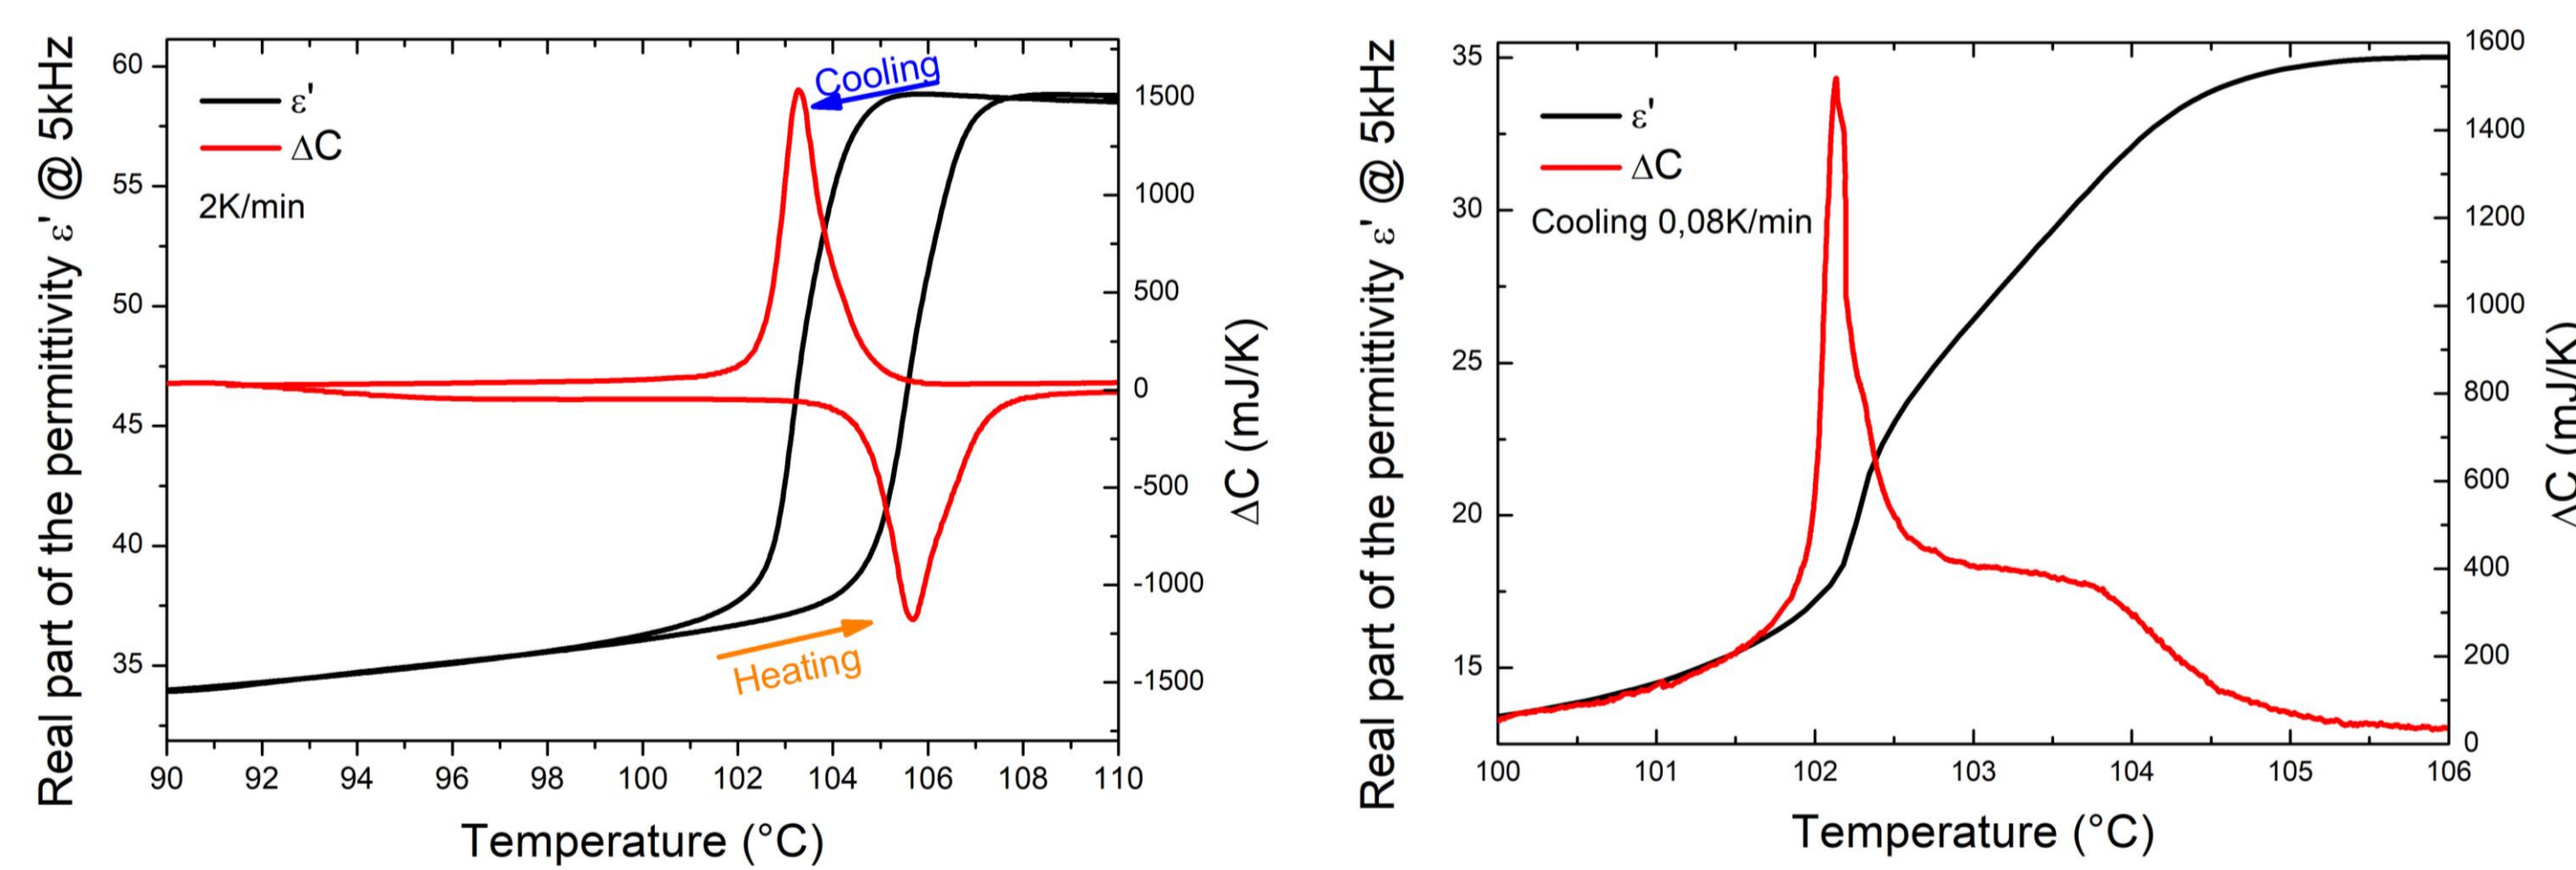 Real part of the permittivity ε' @ 5kHz
60
55
50
45
40
35
ε'
ΔC
2K/min
Cooling
Heating
1500
1000
500
0
-500
-1000
-1500
ΔC (mJ/K)
90 92 94 96 98 100 102 104 106 108 110
Temperature (°C)
Real part of the permittivity ε' @ 5kHz
35
30
25
20
15
ε'
ΔC
Cooling 0,08K/min
1600
1400
1200
1000
800
600
400
200
0
ΔC (mJ/K)
100 101 102 103 104 105 106
Temperature (°C)